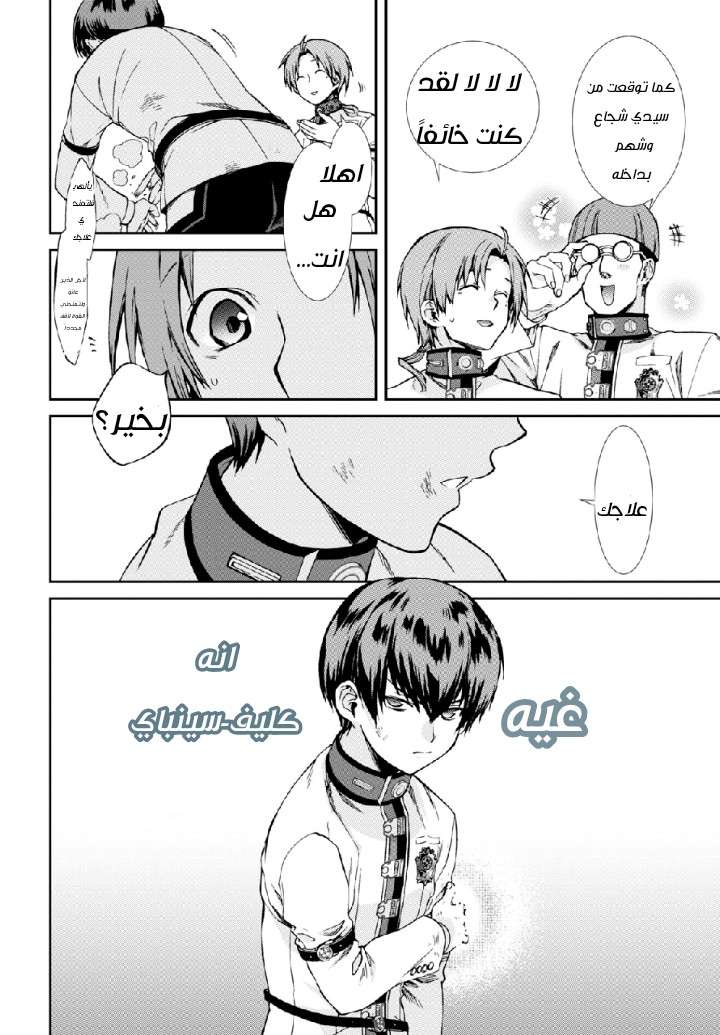 كما توقعت من
سيدي شجاع
وشهم
بداخله
لا لا لا لقد
كنت خائفاً
اهلا
هل
انت...
بخير؟
علاجك
غيه
انه
كليف-سينباي